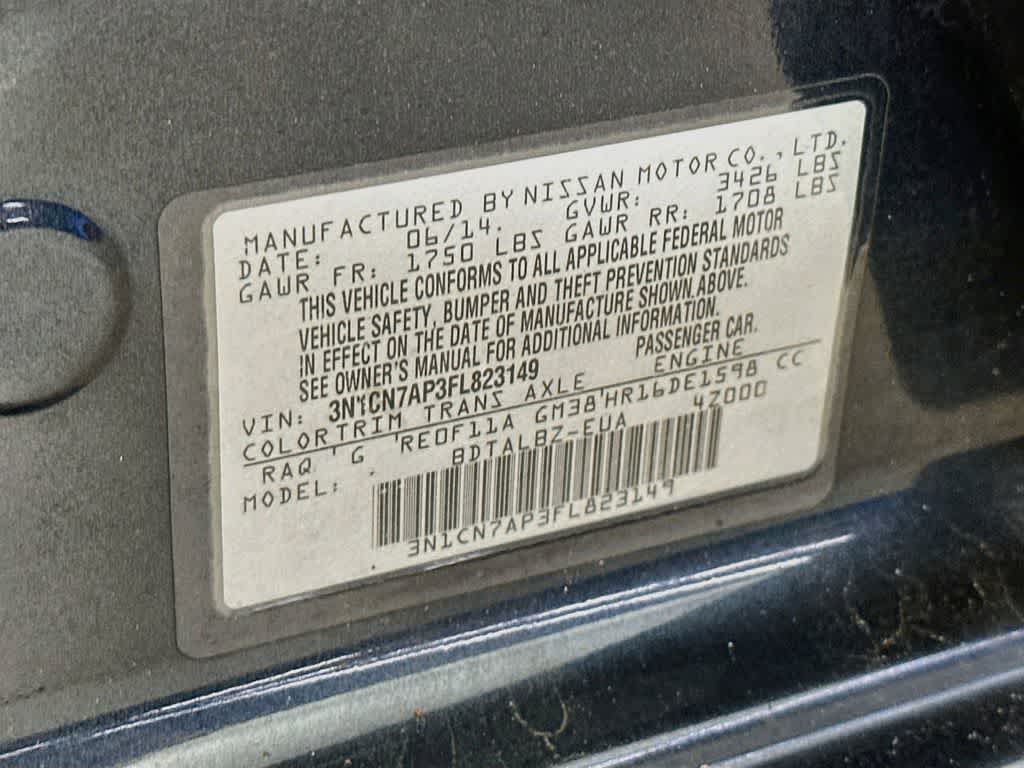 MANUFACTURED BY NISSAN MOTOR CO., LTD.
DATE: 06/14. GVWR: 3426 LBS
GAWR FR: 1750 LBS GAWR RR: 1708 LBS
THIS VEHICLE CONFORMS TO ALL APPLICABLE FEDERAL MOTOR
VEHICLE SAFETY, BUMPER AND THEFT PREVENTION STANDARDS
IN EFFECT ON THE DATE OF MANUFACTURE SHOWN ABOVE.
SEE OWNER'S MANUAL FOR ADDITIONAL INFORMATION.
VIN: 3N1CN7AP3FL823149 PASSENGER CAR.
COLOR TRIM TRANS AXLE ENGINE
RAQ 'G 'RE0F11A GM38'HR16DE1598 CC
MODEL: BDTALBZ-EUA 4Z000
3N1CN7AP3FL823149